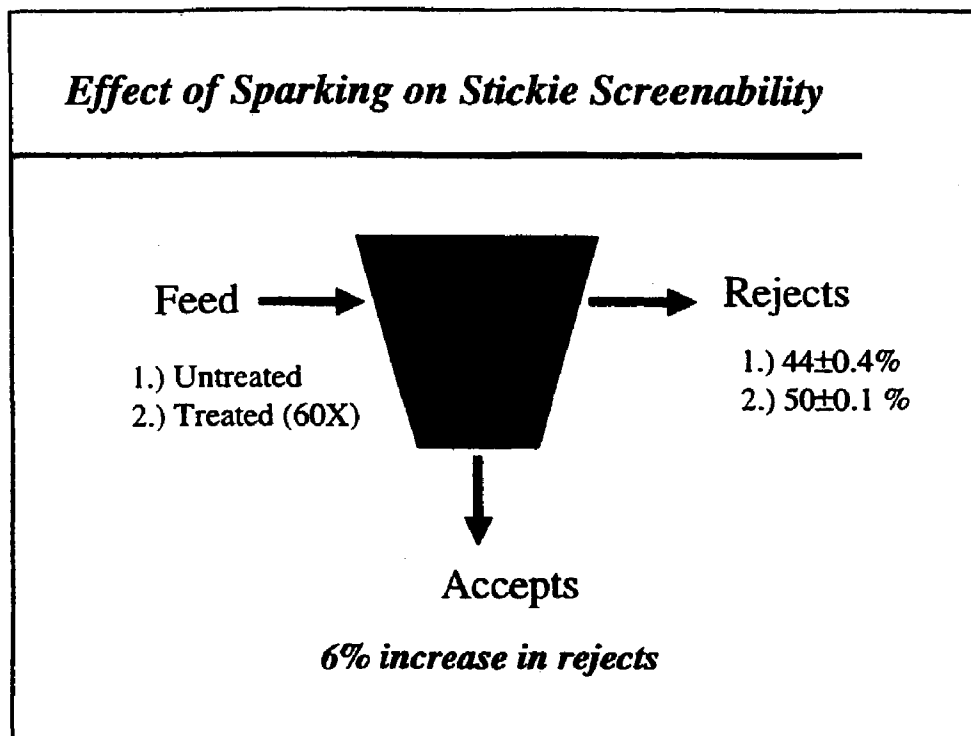 Effect of Sparking on Stickie Screenability
Feed
1.) Untreated
2.) Treated (60X)
Rejects
1.) 44±0.4%
2.) 50±0.1 %
Accepts
6% increase in rejects